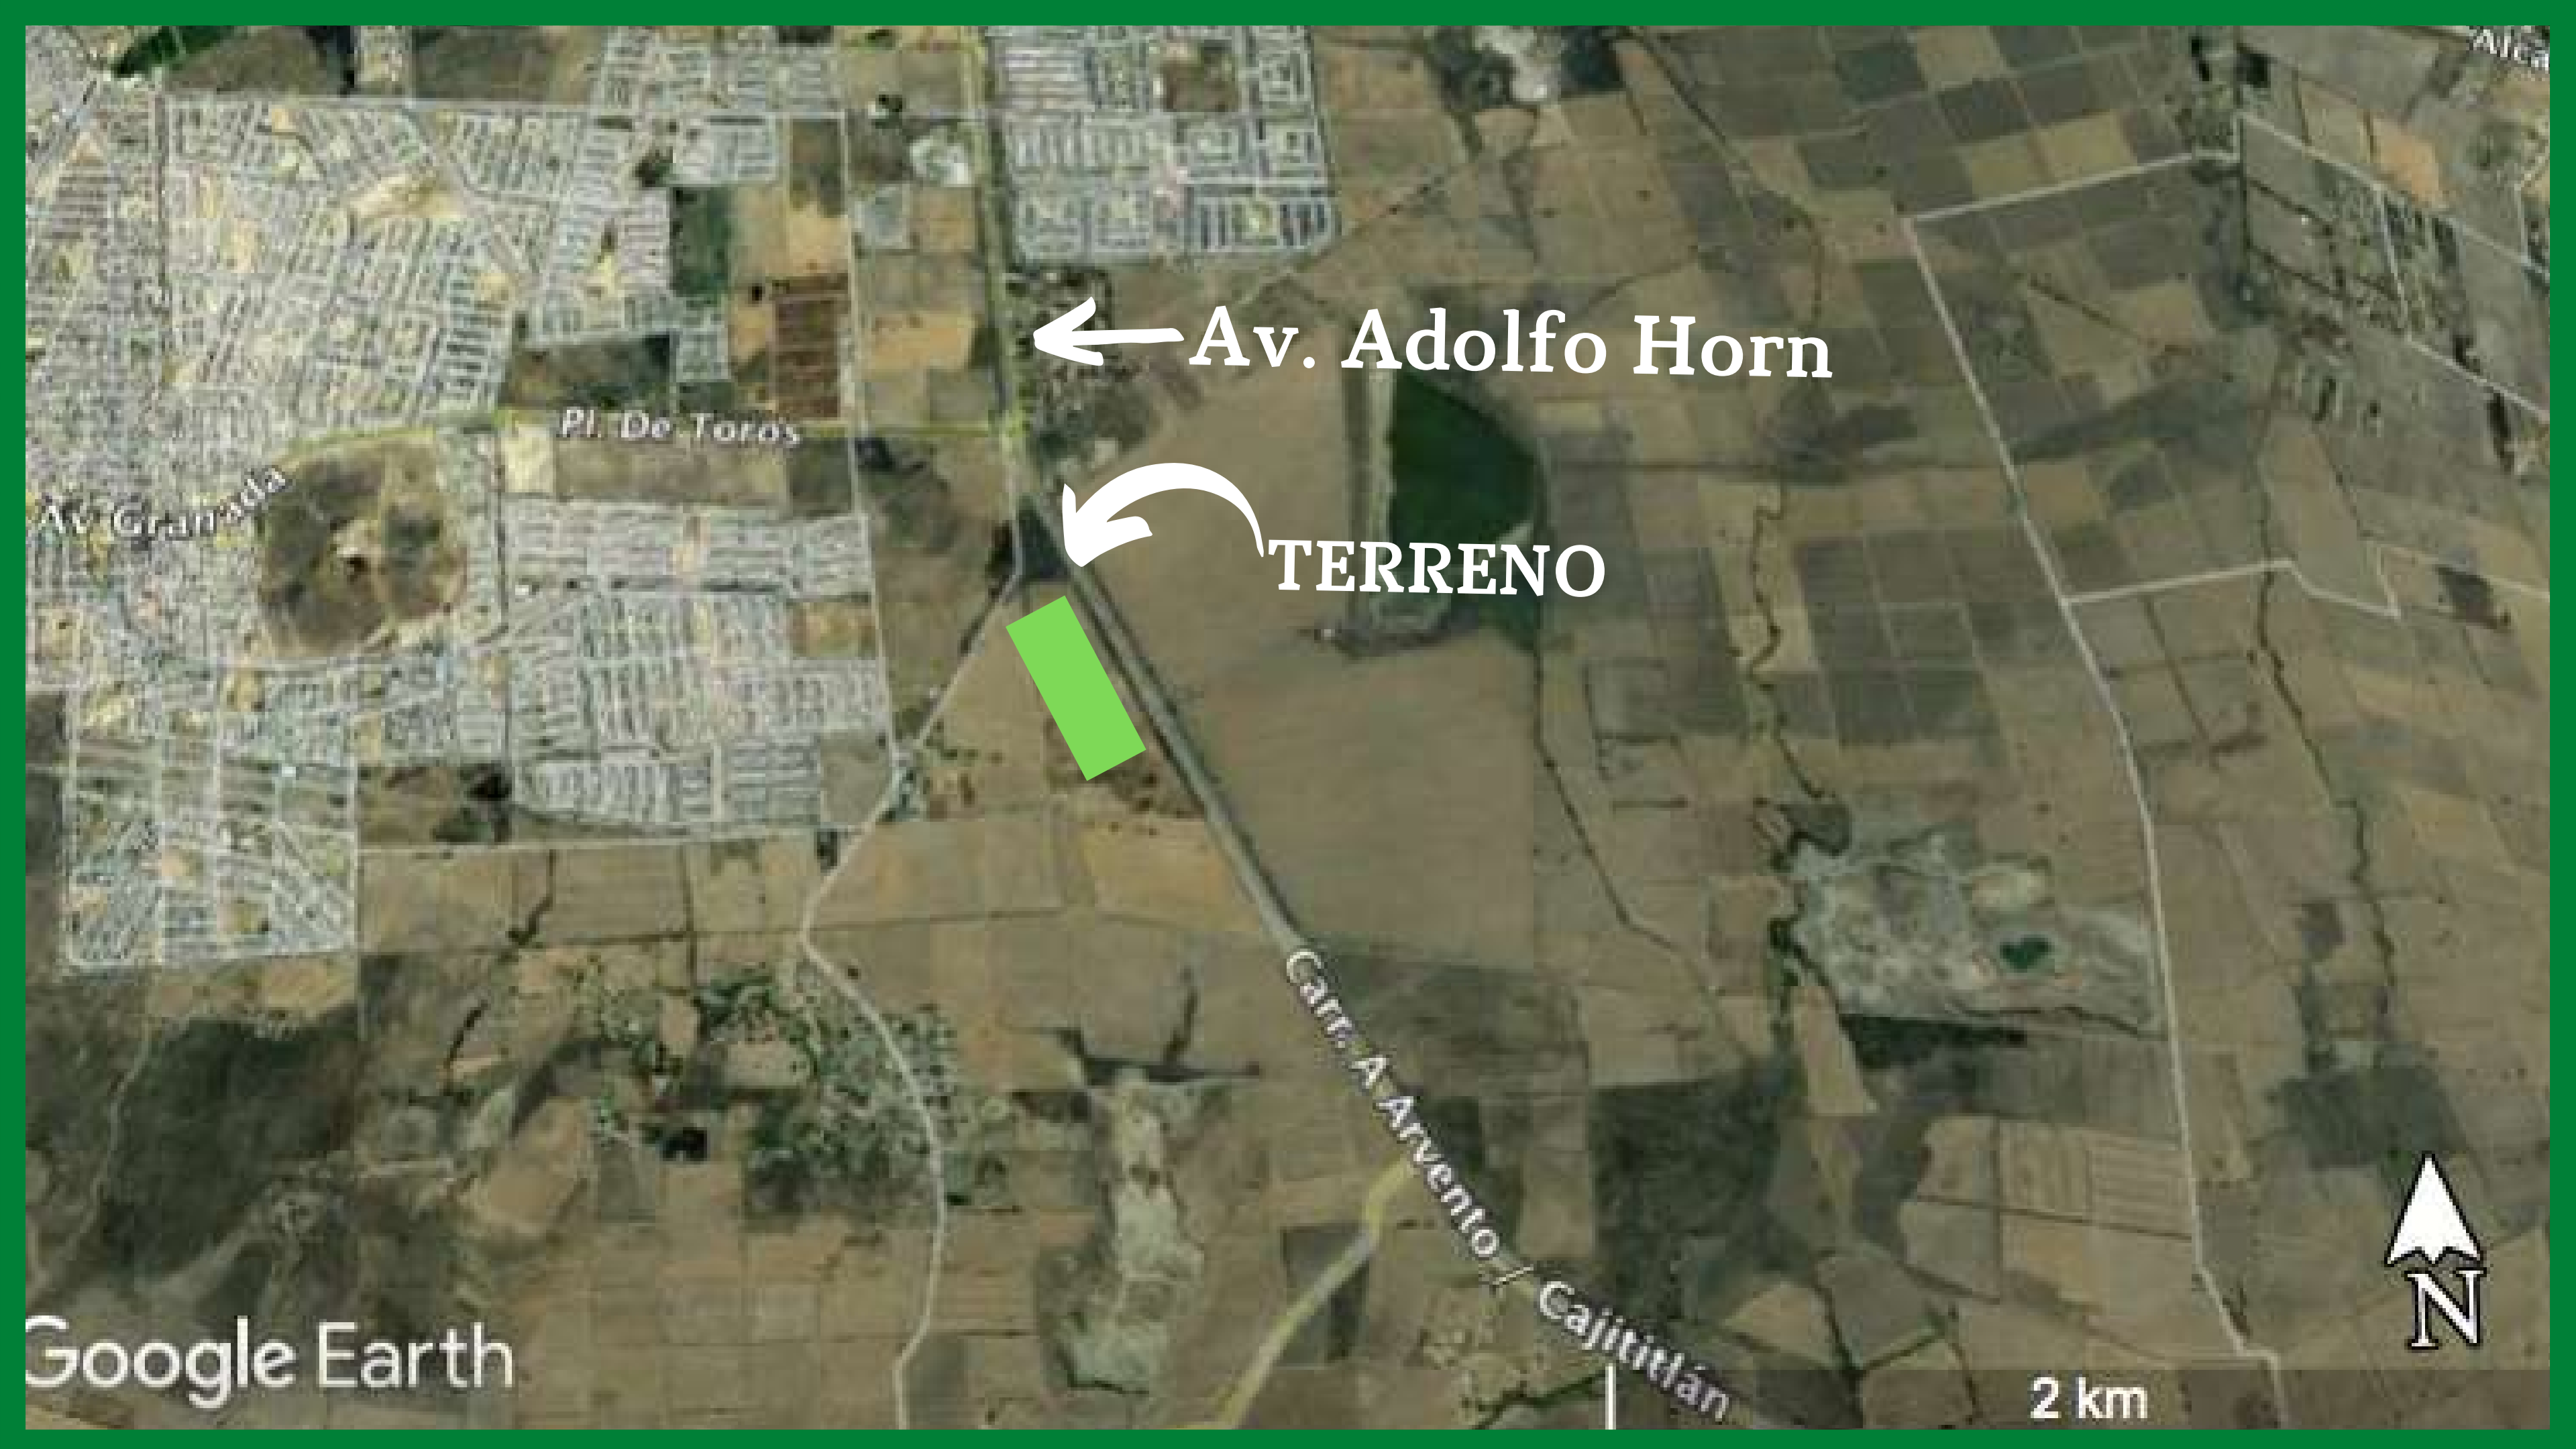 Av. Adolfo Horn
Pl. De Toros
Av Granada
TERRENO
Carr. A Arvento / Cajititlán
N
Google Earth
2 km